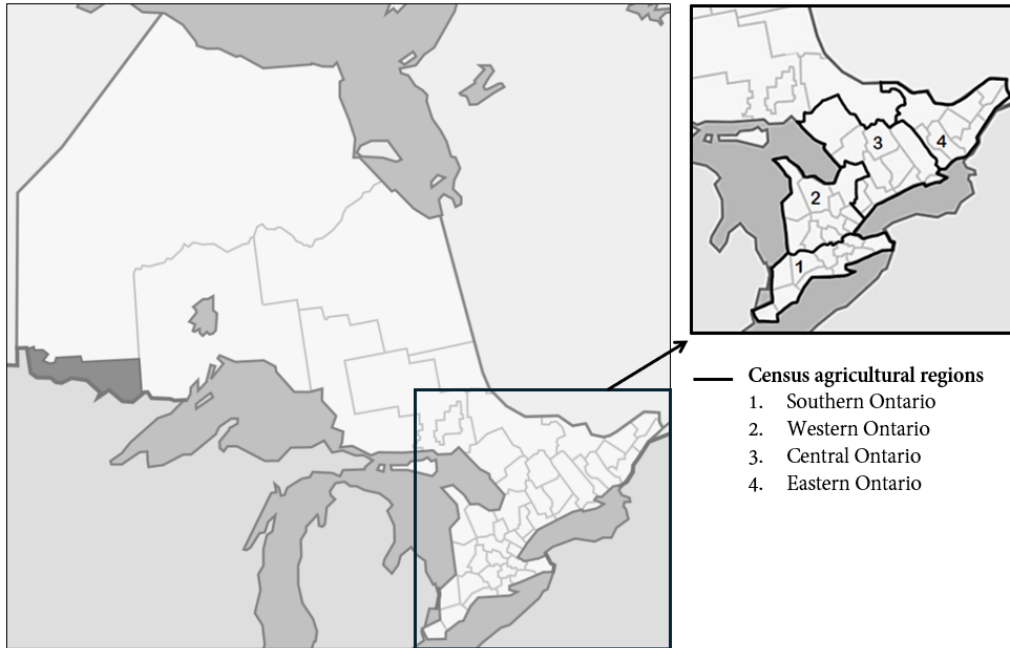 3
4
2
1
Census agricultural regions
1. Southern Ontario
2. Western Ontario
3. Central Ontario
4. Eastern Ontario